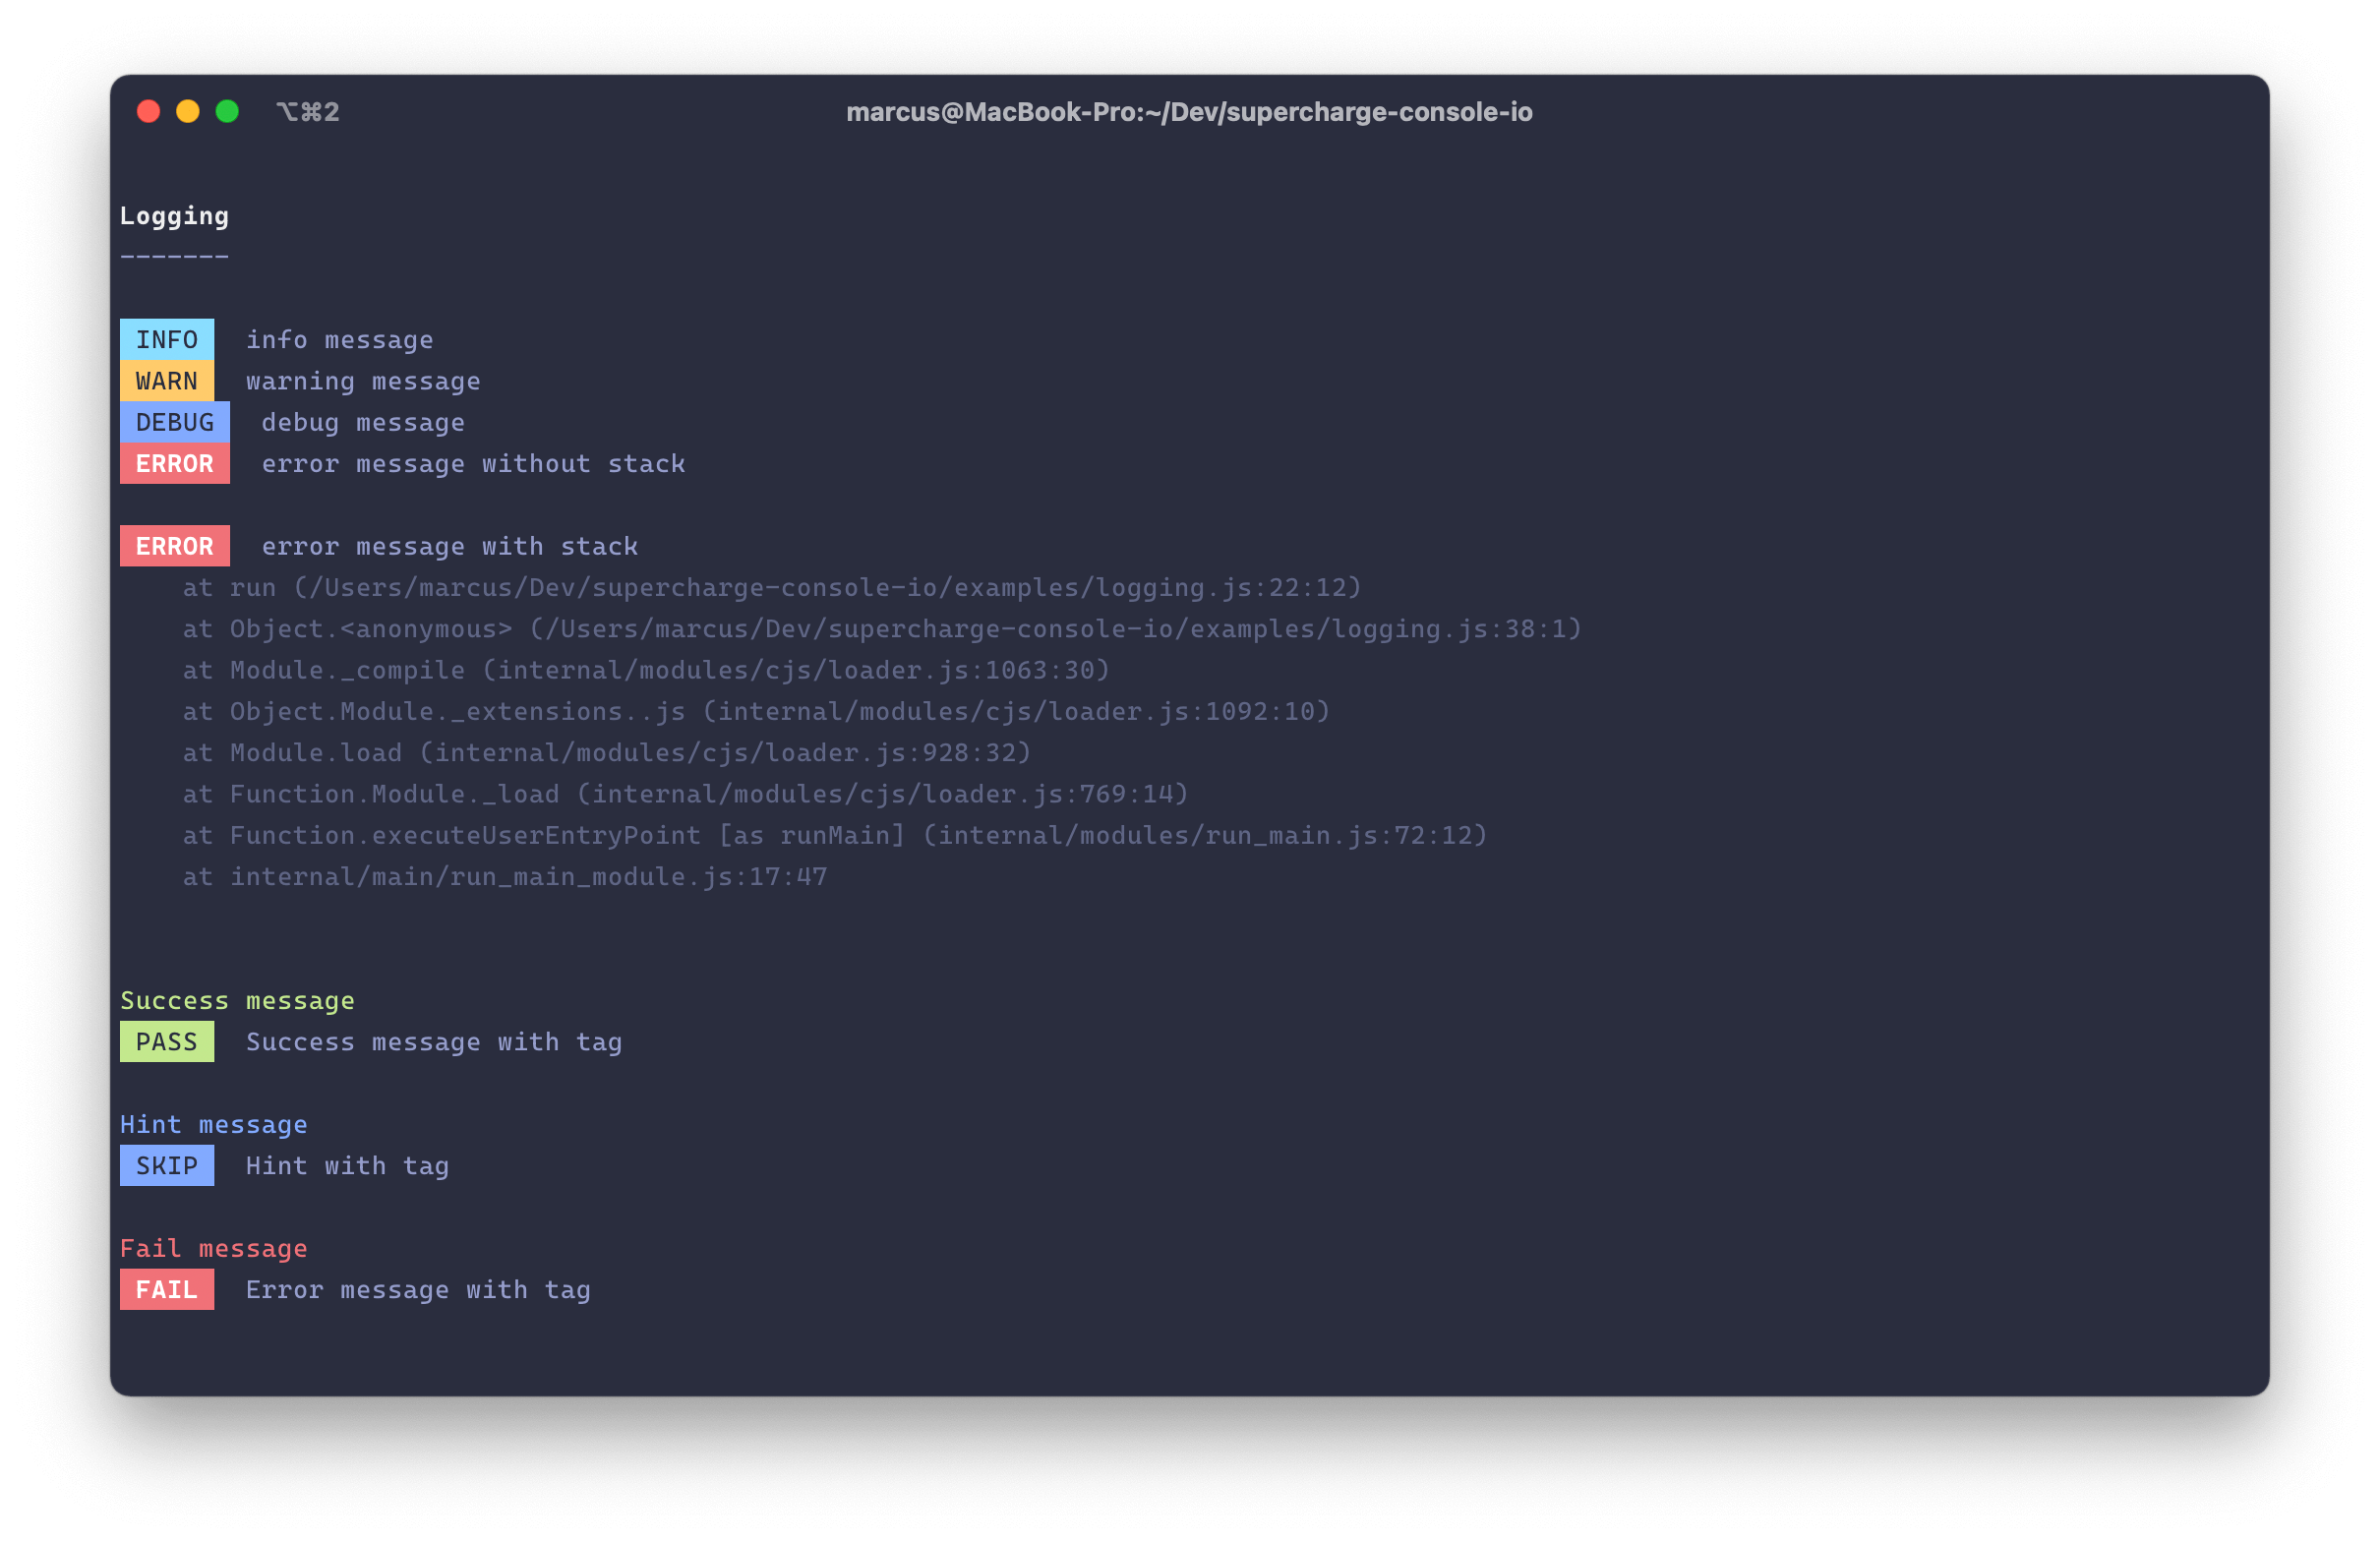 ⌥⌘2 marcus@MacBook-Pro:~/Dev/supercharge-console-io
Logging
-------
INFO info message
WARN warning message
DEBUG debug message
ERROR error message without stack
ERROR error message with stack
at run (/Users/marcus/Dev/supercharge-console-io/examples/logging.js:22:12)
at Object.<anonymous> (/Users/marcus/Dev/supercharge-console-io/examples/logging.js:38:1)
at Module._compile (internal/modules/cjs/loader.js:1063:30)
at Object.Module._extensions..js (internal/modules/cjs/loader.js:1092:10)
at Module.load (internal/modules/cjs/loader.js:928:32)
at Function.Module._load (internal/modules/cjs/loader.js:769:14)
at Function.executeUserEntryPoint [as runMain] (internal/modules/run_main.js:72:12)
at internal/main/run_main_module.js:17:47
Success message
PASS Success message with tag
Hint message
SKIP Hint with tag
Fail message
FAIL Error message with tag